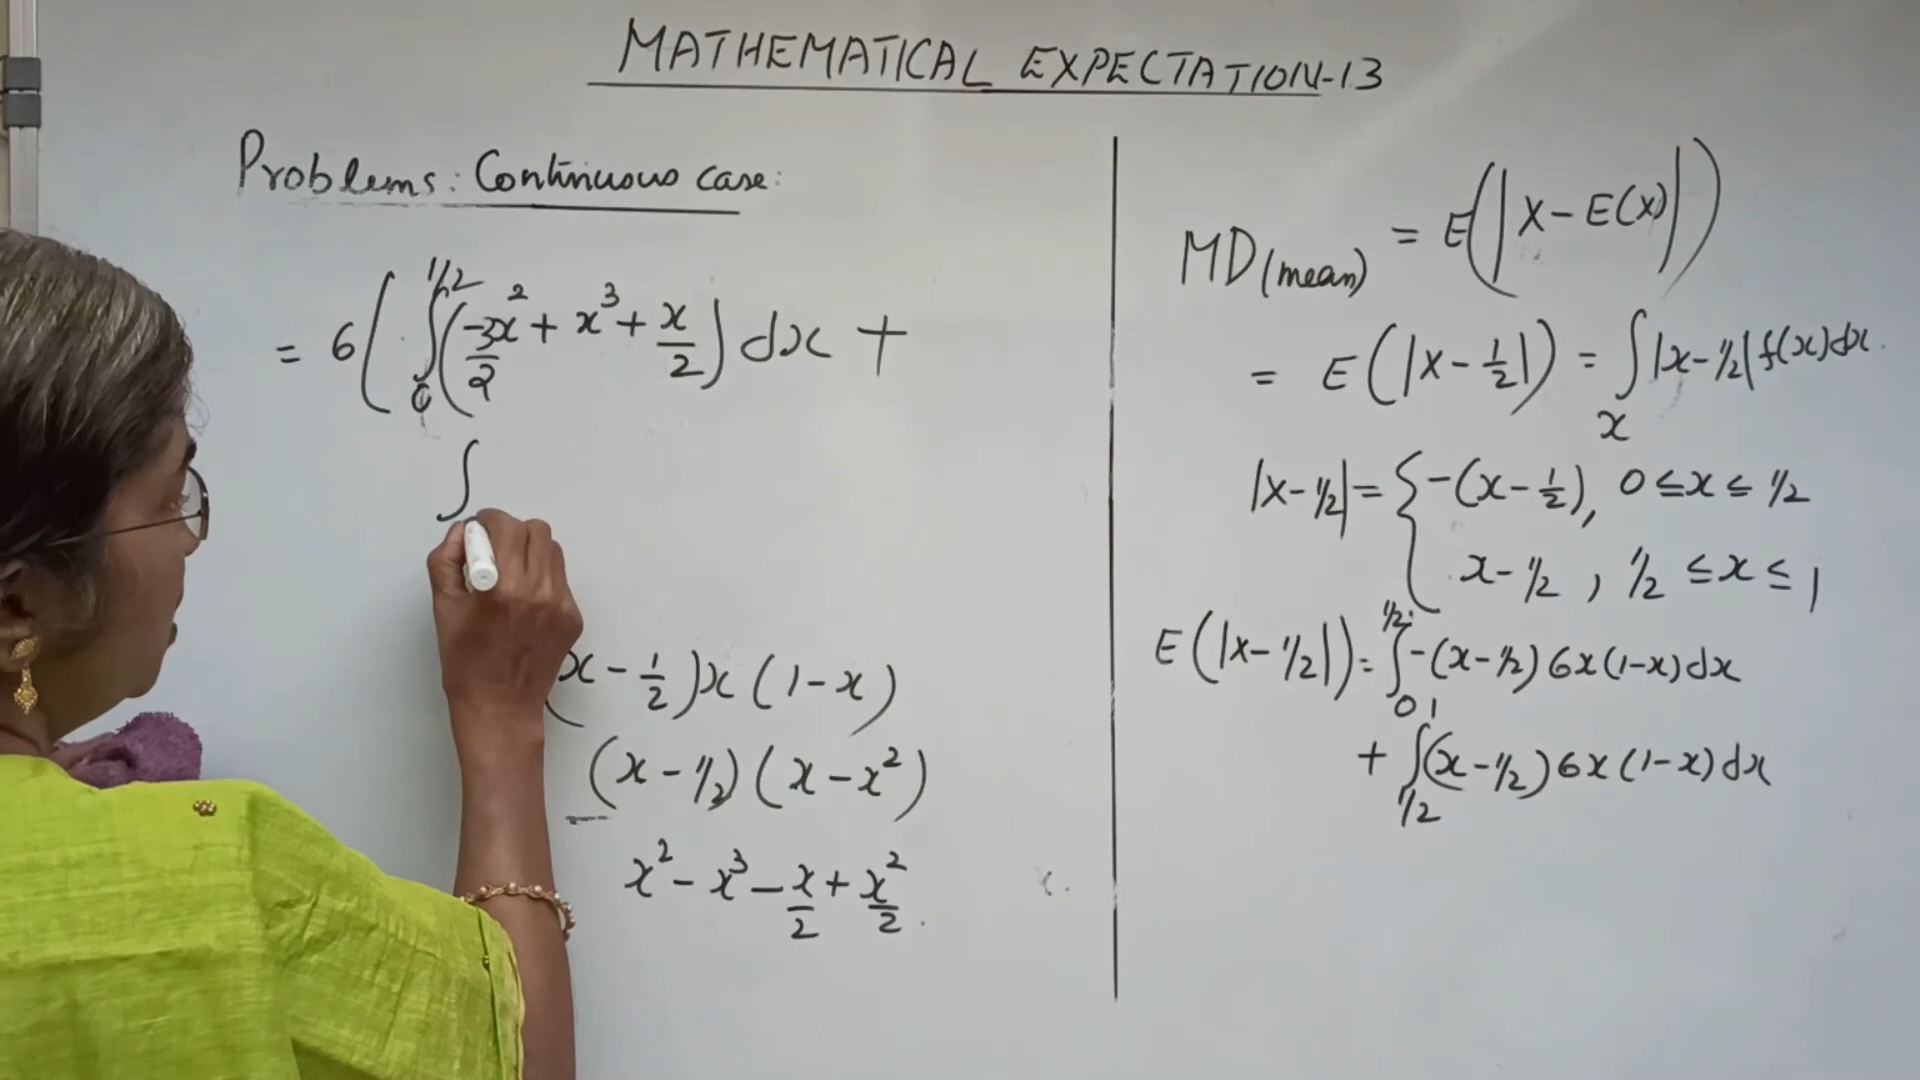 MATHEMATICAL EXPECTATION-13
Problems: Continuous case:
= 6( ∫₀^{1/2} (-3x²/2 + x³ + x/2) dx +
∫
(x - 1/2)x(1-x)
(x - 1/2)(x - x²)
x² - x³ - x/2 + x²/2.
MD(mean) = E(|X - E(X)|)
= E(|X - 1/2|) = ∫ₓ |x - 1/2| f(x)dx.
|X - 1/2| = { -(x - 1/2), 0 ≤ x ≤ 1/2
x - 1/2, 1/2 ≤ x ≤ 1
E(|X - 1/2|) = ∫₀^{1/2} -(x - 1/2) 6x(1-x)dx
+ ∫_{1/2}^1 (x - 1/2) 6x(1-x)dx